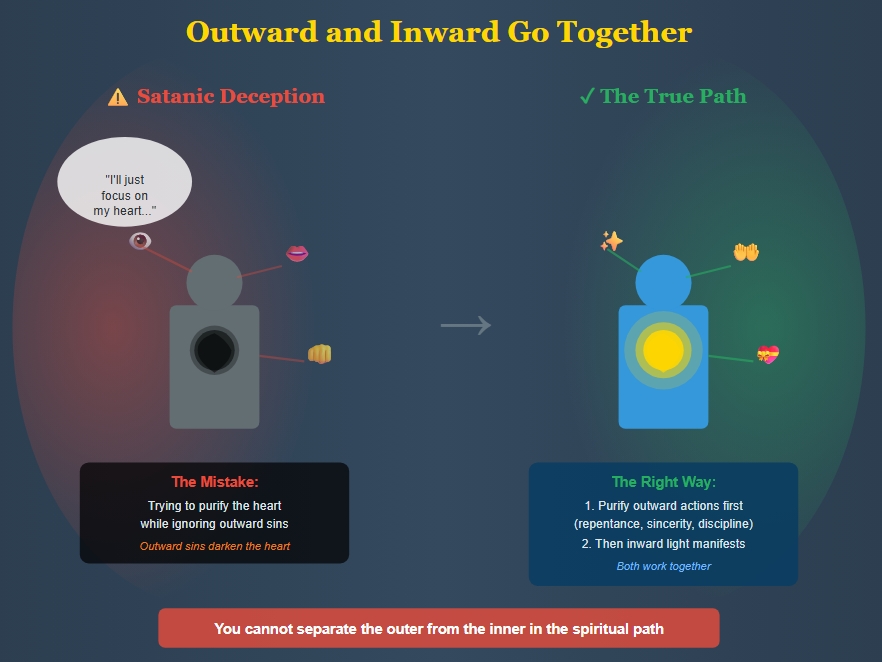 Outward and Inward Go Together
⚠️ Satanic Deception
✓ The True Path
"I'll just
focus on
my heart..."
The Mistake:
Trying to purify the heart
while ignoring outward sins
Outward sins darken the heart
The Right Way:
1. Purify outward actions first
(repentance, sincerity, discipline)
2. Then inward light manifests
Both work together
You cannot separate the outer from the inner in the spiritual path